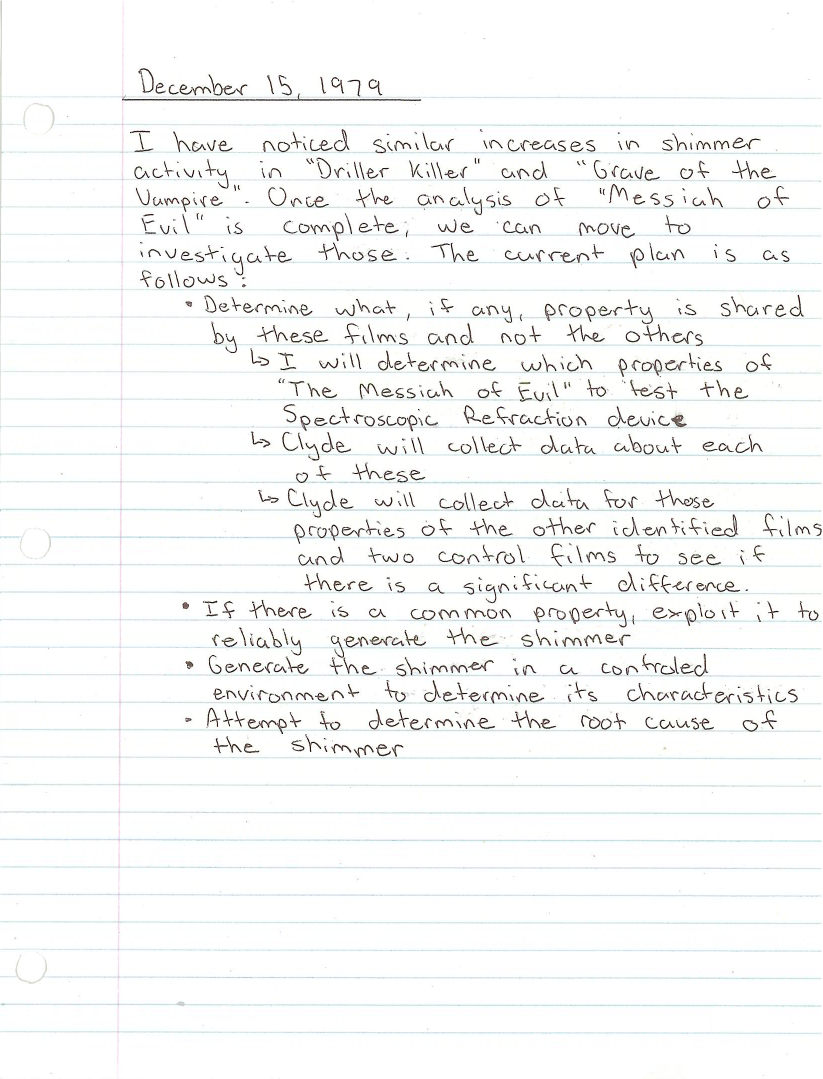 December 15, 1979
I have noticed similar increases in shimmer
activity in "Driller Killer" and "Grave of the
Vampire". Once the analysis of "Messiah of
Evil" is complete, we can move to
investigate those. The current plan is as
follows:
• Determine what, if any, property is shared
by these films and not the others
↳ I will determine which properties of
"The Messiah of Evil" to test the
Spectroscopic Refraction device
↳ Clyde will collect data about each
of these
↳ Clyde will collect data for those
properties of the other identified films
and two control films to see if
there is a significant difference.
• If there is a common property, exploit it to
reliably generate the shimmer
• Generate the shimmer in a controled
environment to determine its characteristics
• Attempt to determine the root cause of
the shimmer